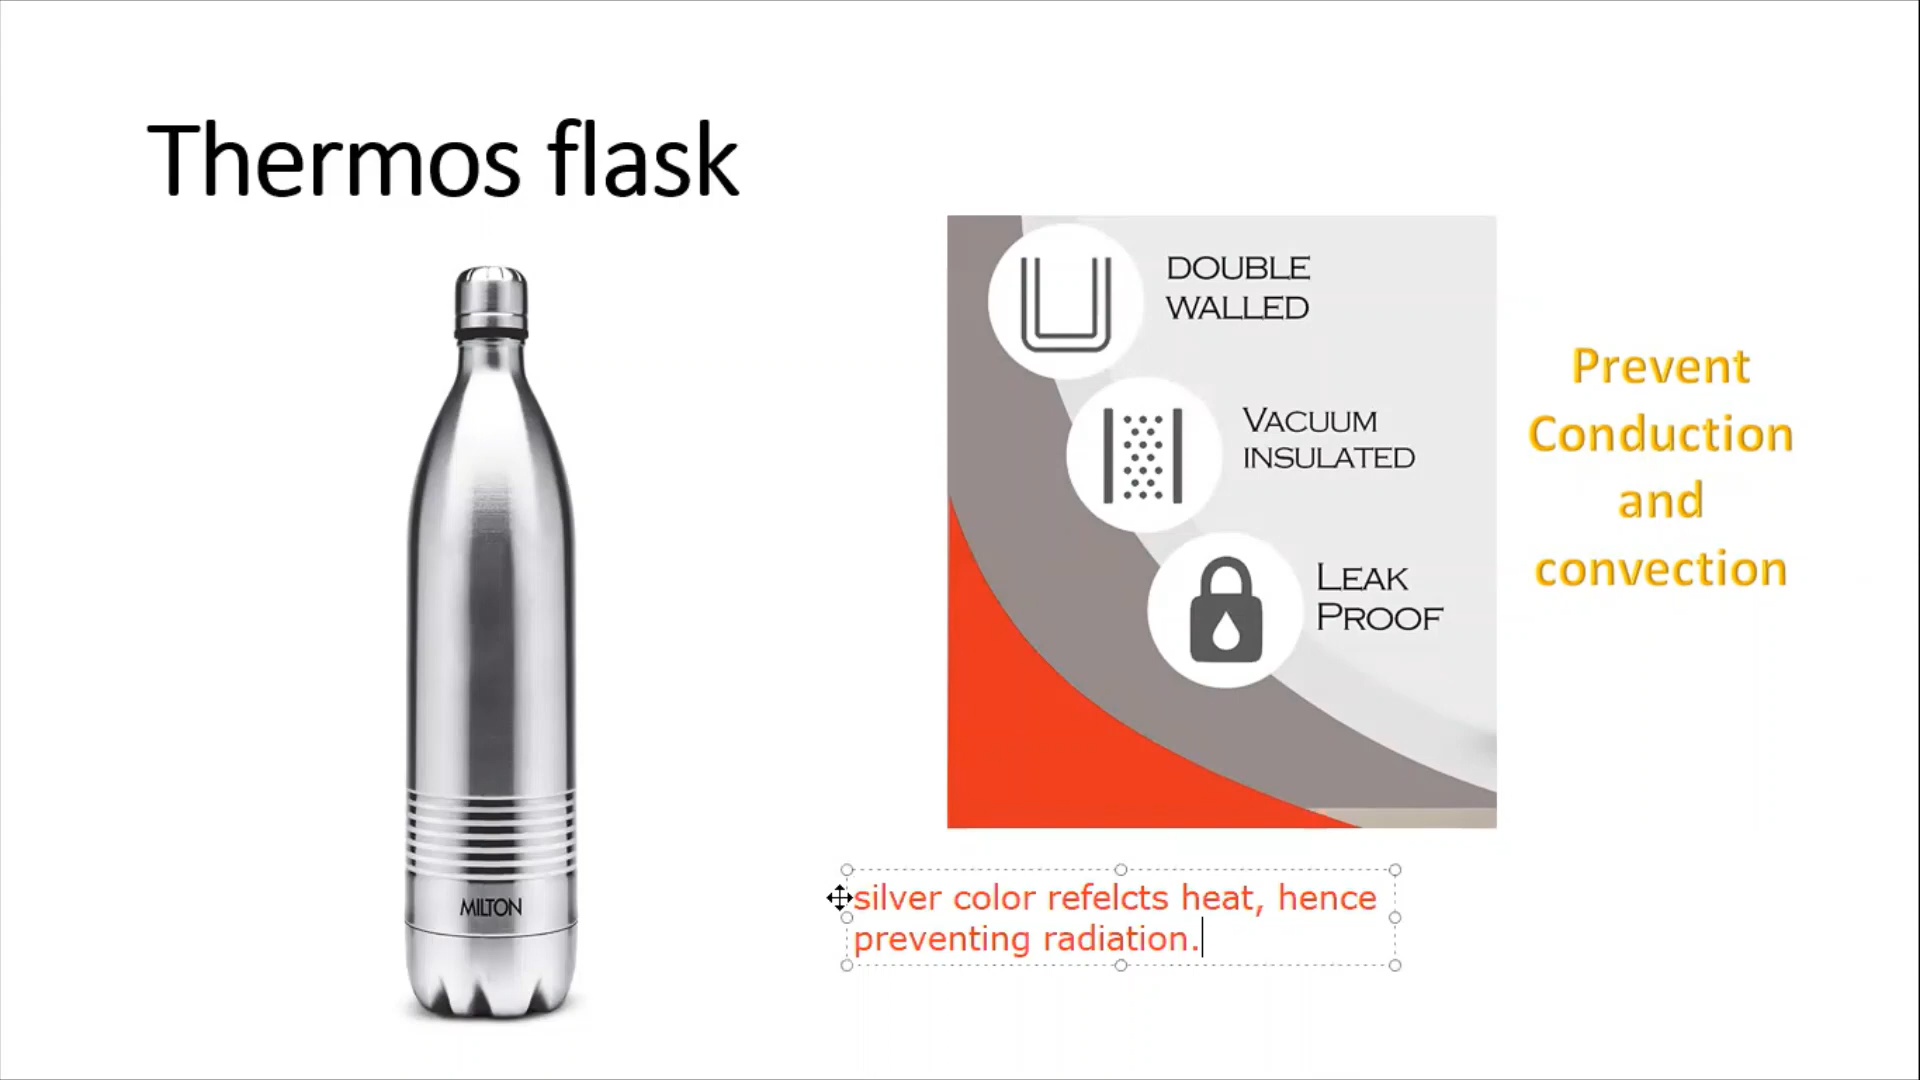 Thermos flask
DOUBLE
WALLED
VACUUM
INSULATED
LEAK
PROOF
Prevent
Conduction
and
convection
MILTON
silver color refelcts heat, hence
preventing radiation.